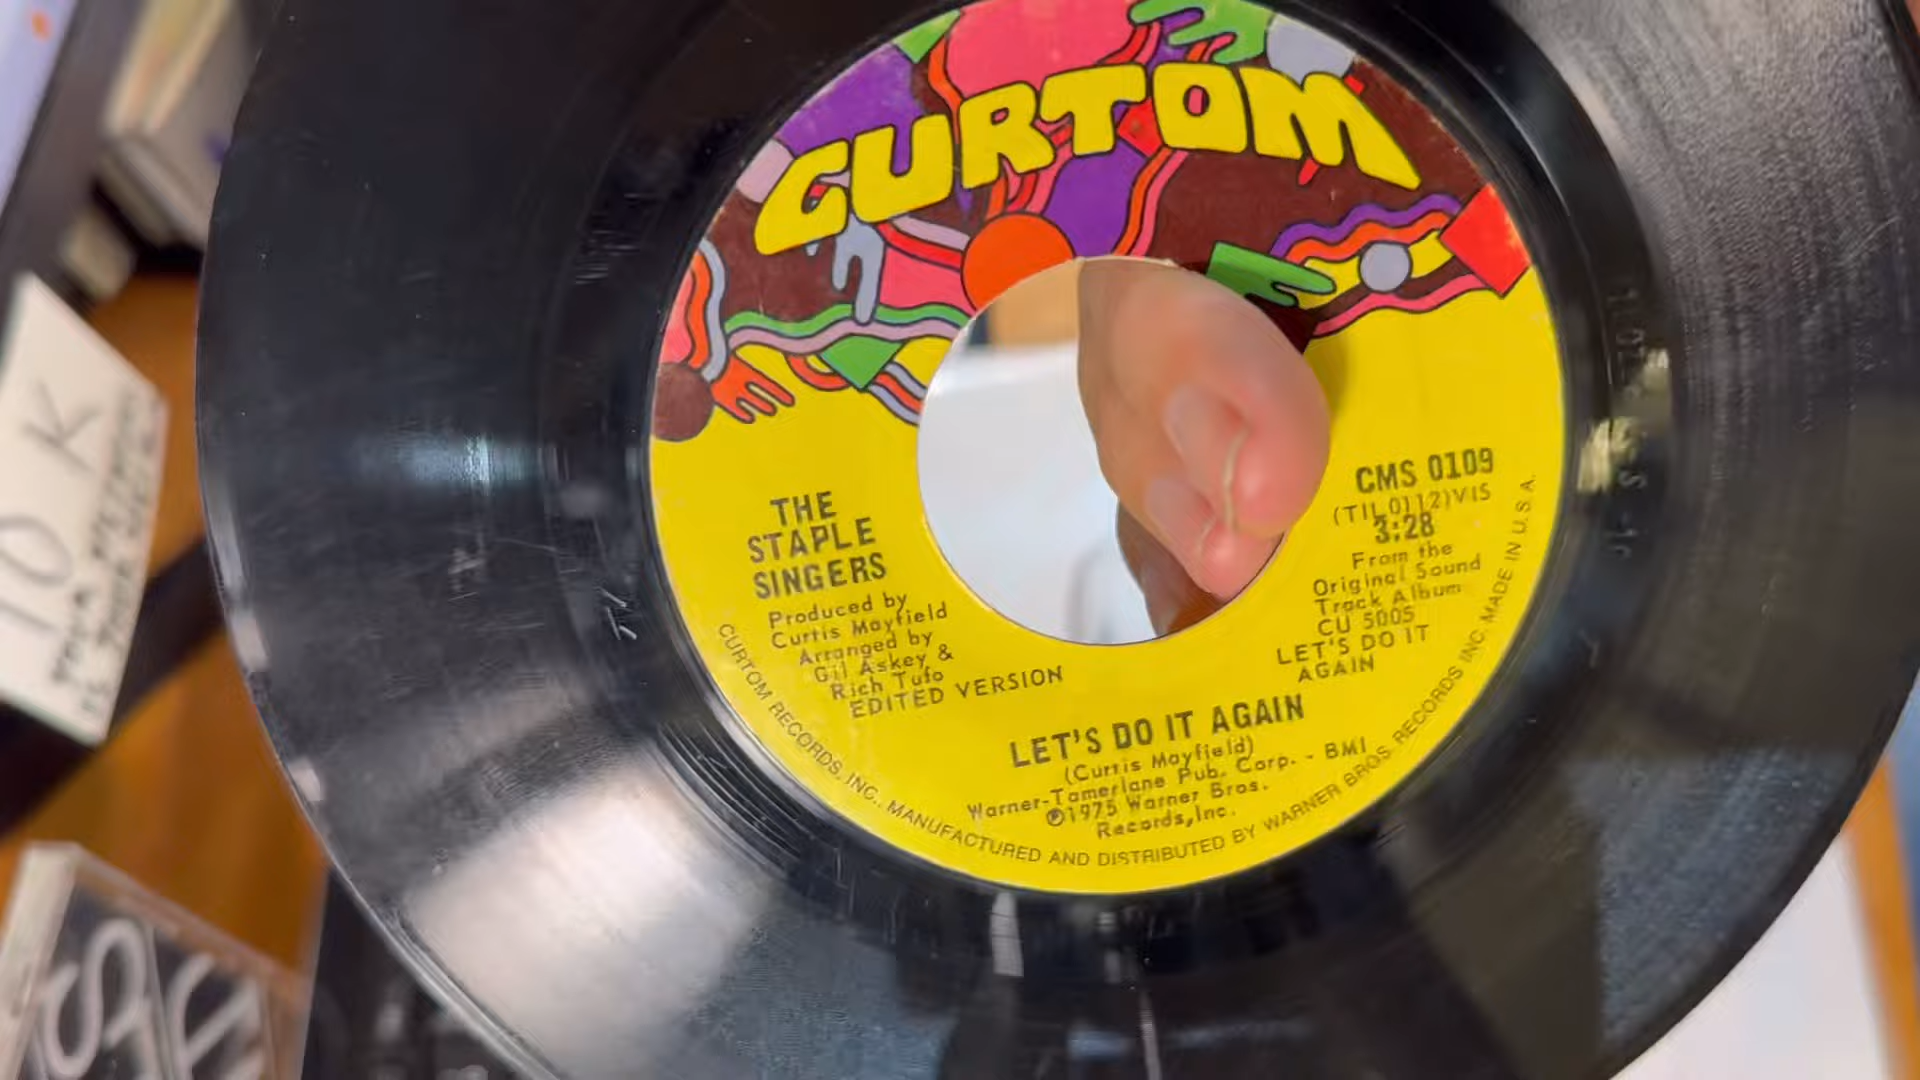 CURTOM
THE
STAPLE
SINGERS
Produced by
Curtis Mayfield
Arranged by
Gil Askey &
Rich Tufo
EDITED VERSION
CMS 0109
(TIL 0112)VIS
3:28
From the
Original Sound
Track Album
CU 5005
LET'S DO IT
AGAIN
LET'S DO IT AGAIN
(Curtis Mayfield)
Warner-Tamerlane Pub. Corp. - BMI
℗1975 Warner Bros.
Records, Inc.
CURTOM RECORDS, INC., MANUFACTURED AND DISTRIBUTED BY WARNER BROS. RECORDS INC. MADE IN U.S.A.
10 K